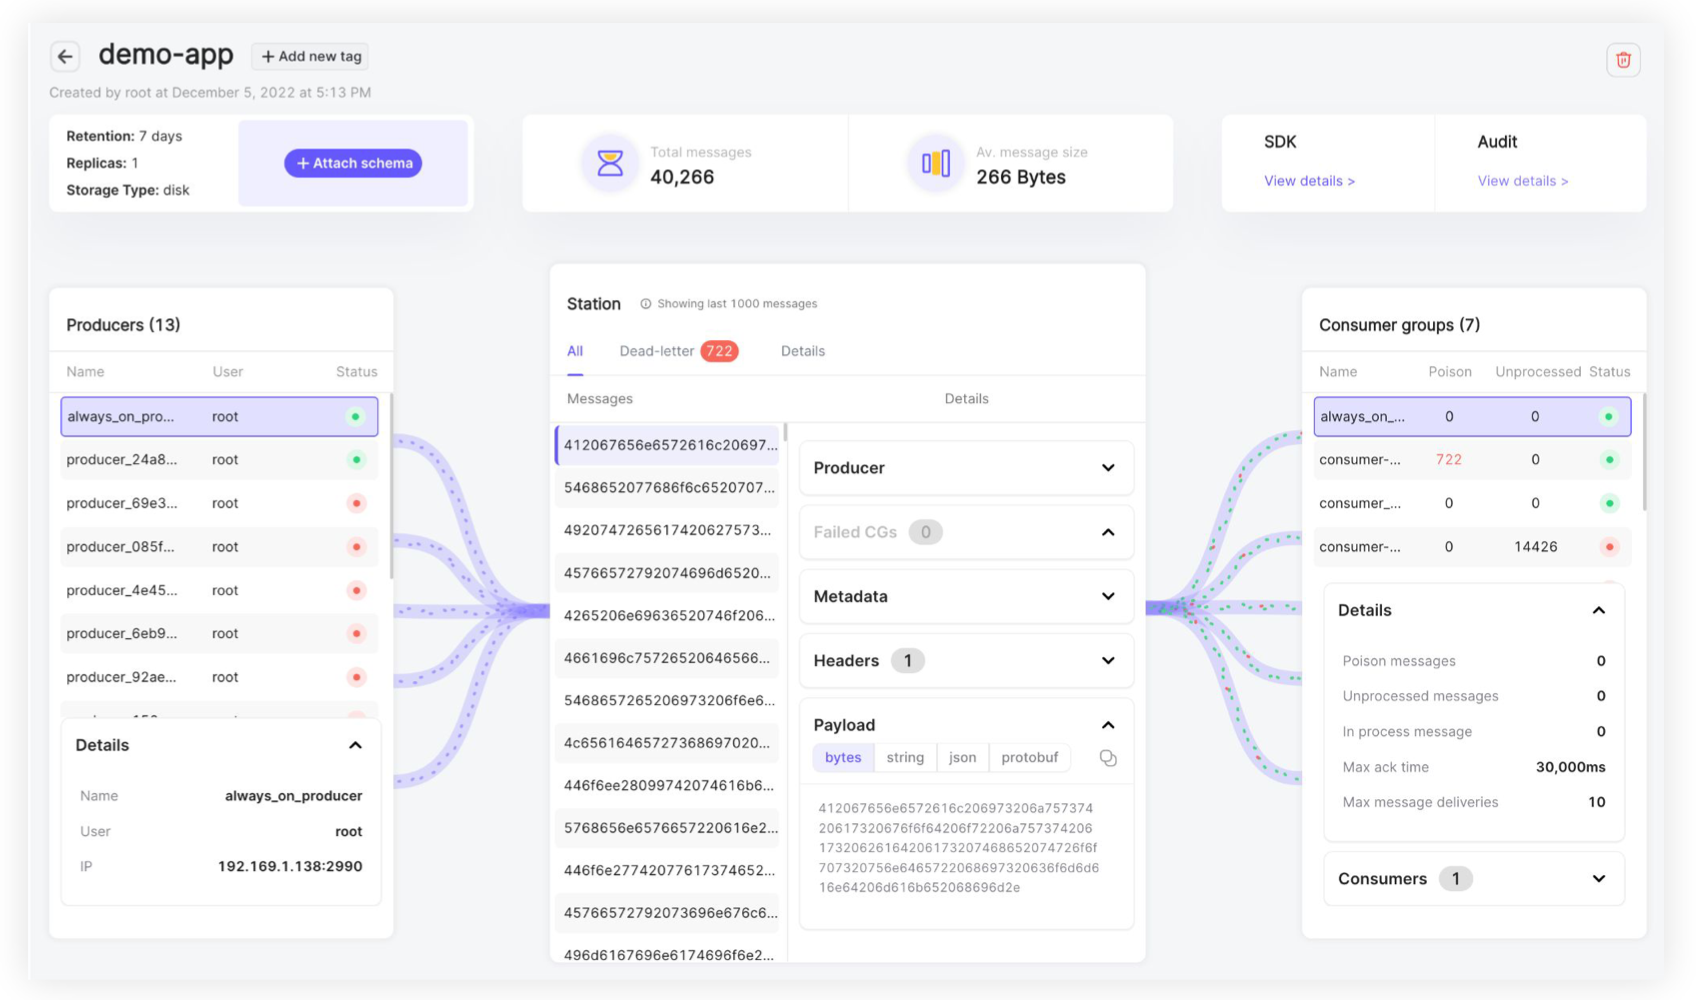 demo-app
+ Add new tag
Created by root at December 5, 2022 at 5:13 PM
Retention: 7 days
Replicas: 1
Storage Type: disk
+ Attach schema
Total messages
40,266
Av. message size
266 Bytes
SDK
View details >
Audit
View details >
Producers (13)
Name User Status
always_on_pro... root
producer_24a8... root
producer_69e3... root
producer_085f... root
producer_4e45... root
producer_6eb9... root
producer_92ae... root
Details
Name always_on_producer
User root
IP 192.169.1.138:2990
Station
Showing last 1000 messages
All Dead-letter 722 Details
Messages Details
412067656e6572616c20697...
5468652077686f6c6520707...
4920747265617420627573...
45766572792074696d6520...
4265206e69636520746f206...
4661696c75726520646566...
5468657265206973206f6e6...
4c65616465727368697020...
446f6ee28099742074616b6...
5768656e6576657220616e2...
446f6e27742077617374652...
45766572792073696e676c6...
496d6167696e6174696f6e2...
Producer
Failed CGs 0
Metadata
Headers 1
Payload
bytes string json protobuf
412067656e6572616c206973206a757374
20617320676f6f64206f72206a757374206
1732062616420617320746865207472​6f6f
707320756e6465722068697320636f6d6d6
16e64206d616b652068696d2e
Consumer groups (7)
Name Poison Unprocessed Status
always_on_... 0 0
consumer-... 722 0
consumer_... 0 0
consumer-... 0 14426
Details
Poison messages 0
Unprocessed messages 0
In process message 0
Max ack time 30,000ms
Max message deliveries 10
Consumers 1